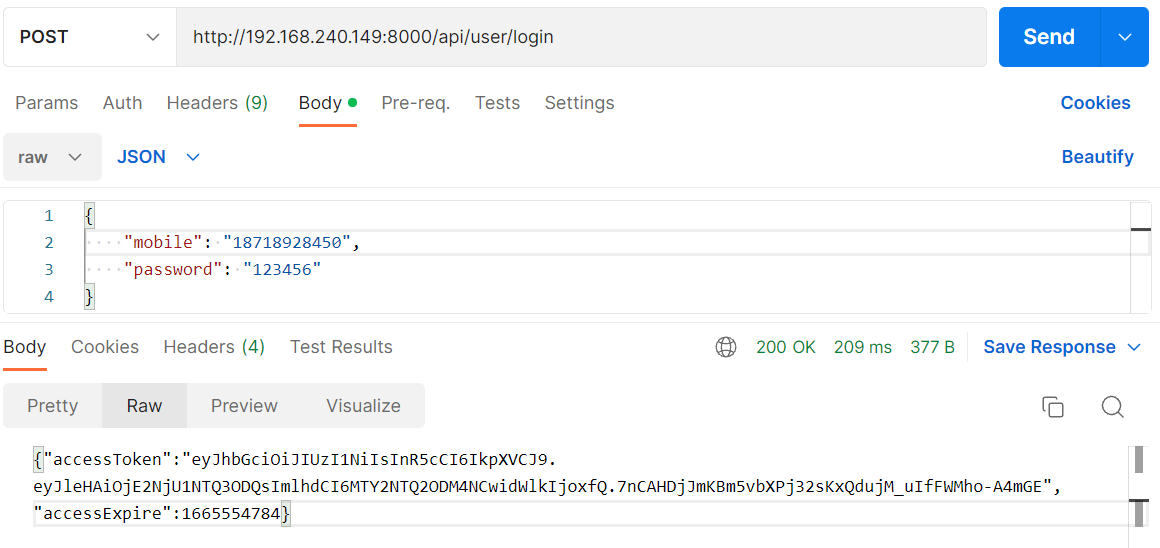 POST http://192.168.240.149:8000/api/user/login Send
Params Auth Headers (9) Body Pre-req. Tests Settings Cookies
raw JSON Beautify
1 {
2 "mobile": "18718928450",
3 "password": "123456"
4 }
Body Cookies Headers (4) Test Results 200 OK 209 ms 377 B Save Response
Pretty Raw Preview Visualize
{"accessToken":"eyJhbGciOiJIUzI1NiIsInR5cCI6IkpXVCJ9.
eyJleHAiOjE2NjU1NTQ3ODQsImlhdCI6MTY2NTQ2ODM4NCwidWlkIjoxfQ.7nCAHDjJmKBm5vbXPj32sKxQdujM_uIfFWMho-A4mGE",
"accessExpire":1665554784}